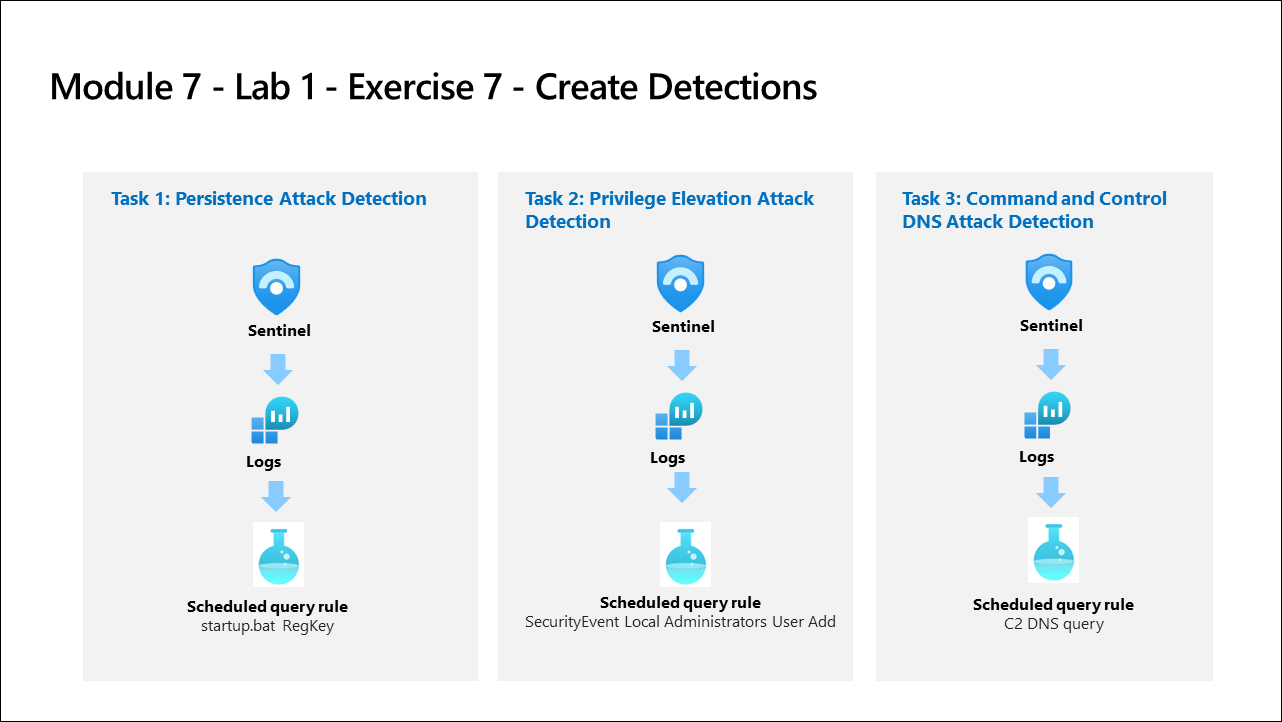 Module 7 - Lab 1 - Exercise 7 - Create Detections
Task 1: Persistence Attack Detection
Sentinel
Logs
Scheduled query rule
startup.bat RegKey
Task 2: Privilege Elevation Attack
Detection
Sentinel
Logs
Scheduled query rule
SecurityEvent Local Administrators User Add
Task 3: Command and Control
DNS Attack Detection
Sentinel
Logs
Scheduled query rule
C2 DNS query